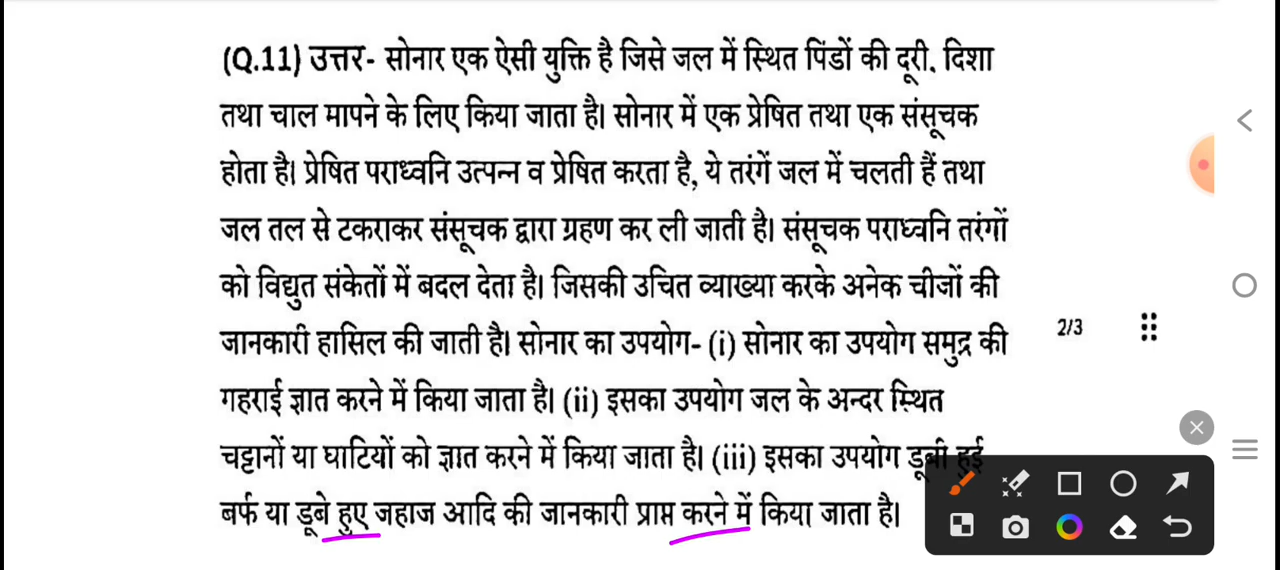 (Q.11) उत्तर- सोनार एक ऐसी युक्ति है जिसे जल में स्थित पिंडों की दूरी. दिशा
तथा चाल मापने के लिए किया जाता है। सोनार में एक प्रेषित तथा एक संसूचक
होता है। प्रेषित पराध्वनि उत्पन्न व प्रेषित करता है, ये तरंगें जल में चलती हैं तथा
जल तल से टकराकर संसूचक द्वारा ग्रहण कर ली जाती है। संसूचक पराध्वनि तरंगों
को विद्युत संकेतों में बदल देता है। जिसकी उचित व्याख्या करके अनेक चीजों की
जानकारी हासिल की जाती है। सोनार का उपयोग- (i) सोनार का उपयोग समुद्र की
2/3
गहराई ज्ञात करने में किया जाता है। (ii) इसका उपयोग जल के अन्दर स्थित
चट्टानों या घाटियों को ज्ञात करने में किया जाता है। (iii) इसका उपयोग डूबी हुई
बर्फ या डूबे हुए जहाज आदि की जानकारी प्राप्त करने में किया जाता है।